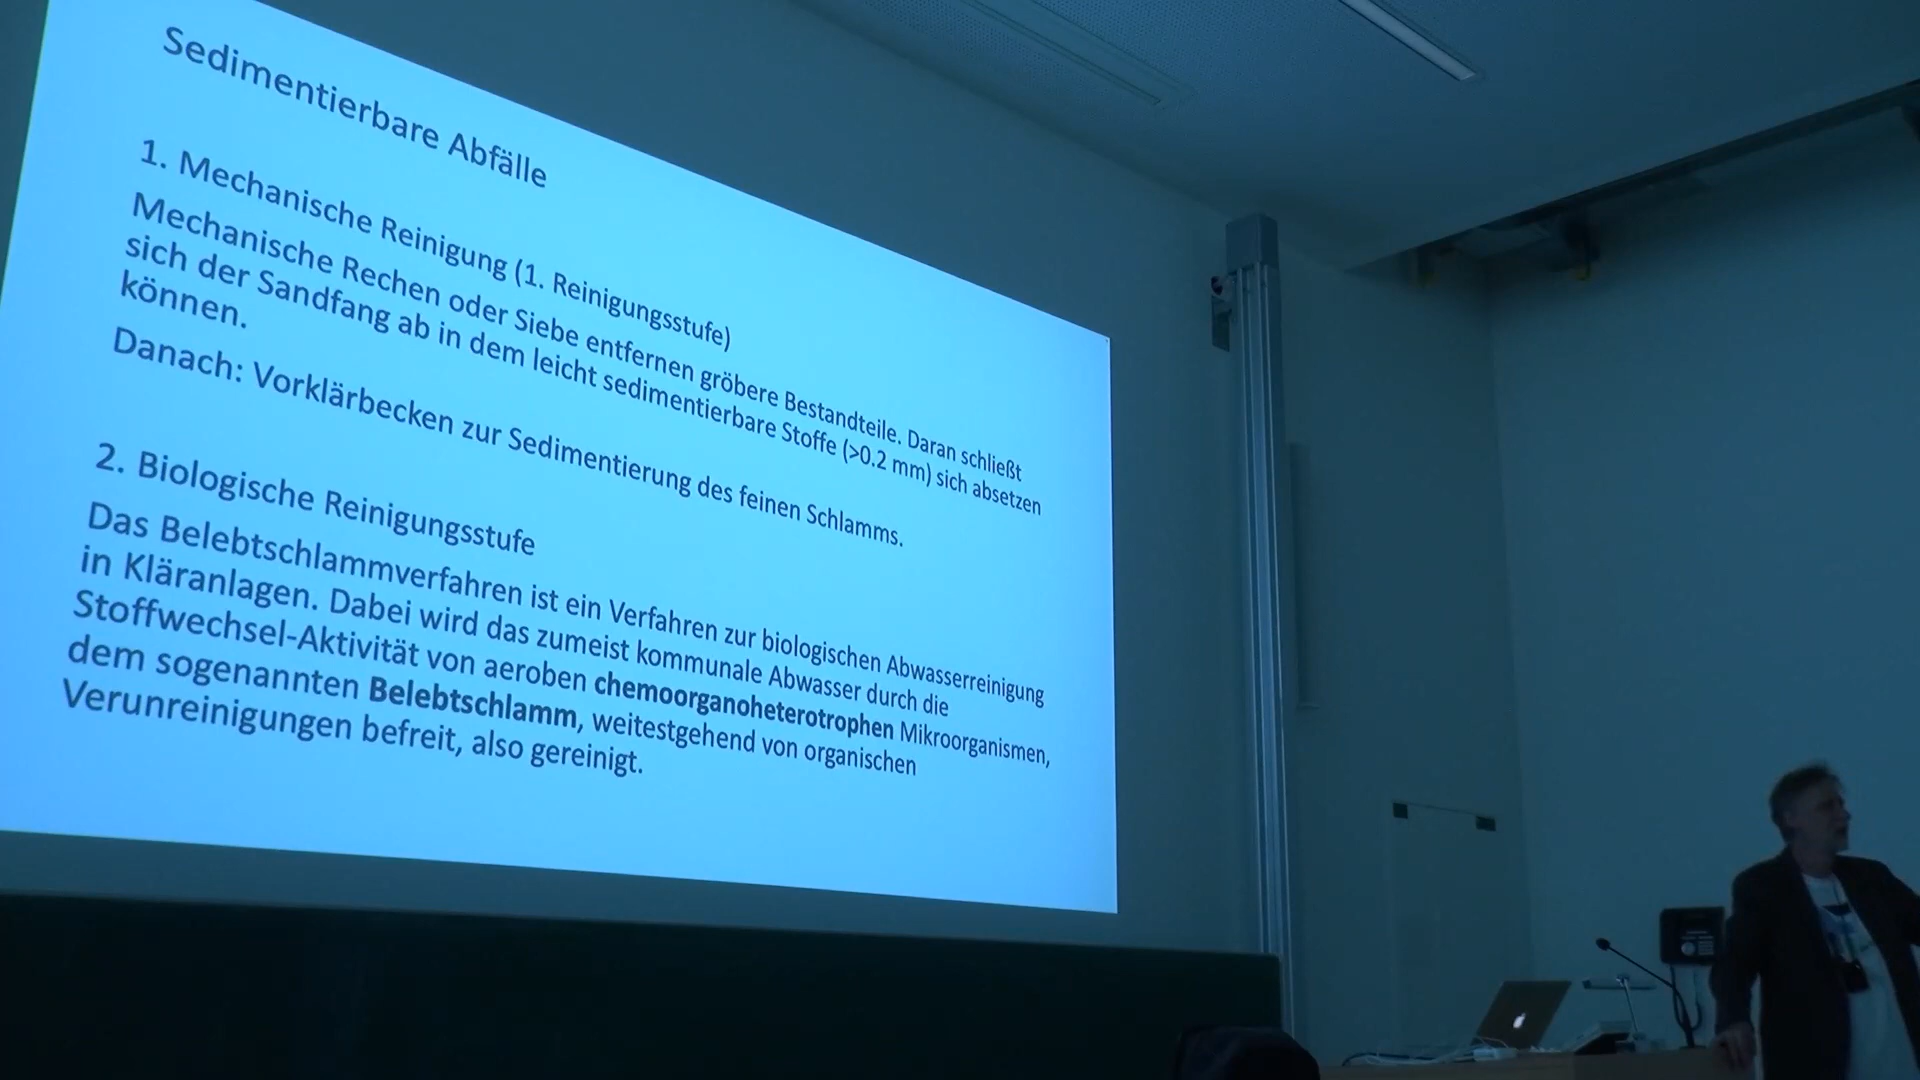 Sedimentierbare Abfälle
1. Mechanische Reinigung (1. Reinigungsstufe)
Mechanische Rechen oder Siebe entfernen gröbere Bestandteile. Daran schließt
sich der Sandfang ab in dem leicht sedimentierbare Stoffe (>0.2 mm) sich absetzen
können.
Danach: Vorklärbecken zur Sedimentierung des feinen Schlamms.
2. Biologische Reinigungsstufe
Das Belebtschlammverfahren ist ein Verfahren zur biologischen Abwasserreinigung
in Kläranlagen. Dabei wird das zumeist kommunale Abwasser durch die
Stoffwechsel-Aktivität von aeroben chemoorganoheterotrophen Mikroorganismen,
dem sogenannten Belebtschlamm, weitestgehend von organischen
Verunreinigungen befreit, also gereinigt.